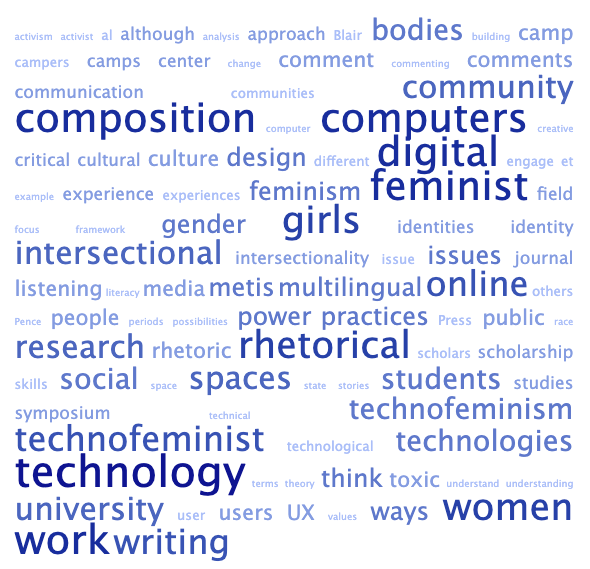 activism activist al although analysis approach Blair bodies building camp
campers camps center change comment commenting comments
communication communities community
composition computer computers creative
critical cultural culture design different digital engage et
example experience experiences feminism feminist field
focus framework gender girls identities identity
intersectional intersectionality issue issues journal
listening literacy media metis multilingual online others
Pence people periods possibilities power practices Press public race
research rhetoric rhetorical scholars scholarship
skills social space spaces state stories students studies
symposium technical technofeminism
technofeminist technological technologies
technology terms theory think toxic understand understanding
university user users UX values ways women
work writing